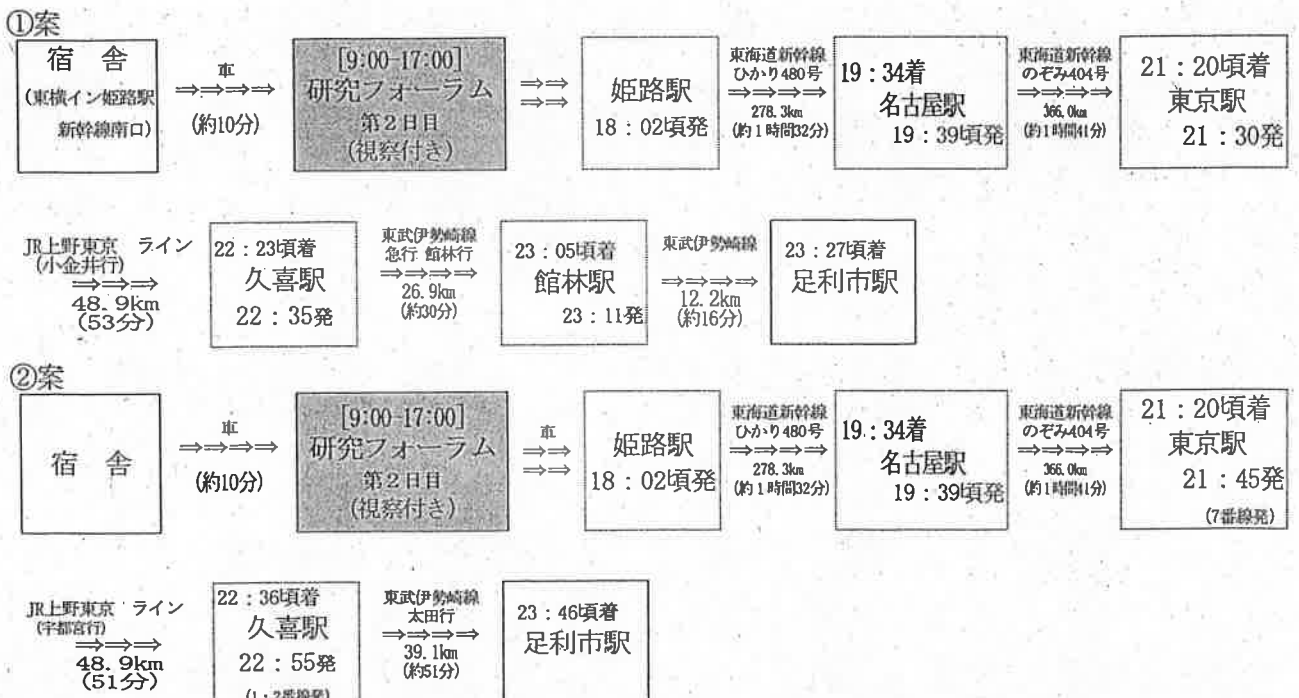 ①案
宿 舎
(東横イン姫路駅
新幹線南口)
車
⇒⇒⇒⇒
(約10分)
[9:00-17:00]
研究フォーラム
第2日目
(視察付き)
⇒⇒
⇒⇒
姫路駅
18:02頃発
東海道新幹線
ひかり480号
⇒⇒⇒⇒
278.3km
(約1時間32分)
19:34着
名古屋駅
19:39頃発
東海道新幹線
のぞみ404号
⇒⇒⇒⇒
366.0km
(約1時間41分)
21:20頃着
東京駅
21:30発
JR上野東京 ライン
(小金井行)
⇒⇒⇒
48.9km
(53分)
22:23頃着
久喜駅
22:35発
東武伊勢崎線
急行 館林行
⇒⇒⇒⇒
26.9km
(約30分)
23:05頃着
館林駅
23:11発
東武伊勢崎線
⇒⇒⇒⇒
12.2km
(約16分)
23:27頃着
足利市駅
②案
宿 舎
車
⇒⇒⇒⇒
(約10分)
[9:00-17:00]
研究フォーラム
第2日目
(視察付き)
車
⇒⇒
⇒⇒
姫路駅
18:02頃発
東海道新幹線
ひかり480号
⇒⇒⇒⇒
278.3km
(約1時間32分)
19:34着
名古屋駅
19:39頃発
東海道新幹線
のぞみ404号
⇒⇒⇒⇒
366.0km
(約1時間41分)
21:20頃着
東京駅
21:45発
(7番線発)
JR上野東京 ライン
(宇都宮行)
⇒⇒⇒
48.9km
(51分)
22:36頃着
久喜駅
22:55発
(1・2番線発)
東武伊勢崎線
太田行
⇒⇒⇒⇒
39.1km
(約51分)
23:46頃着
足利市駅